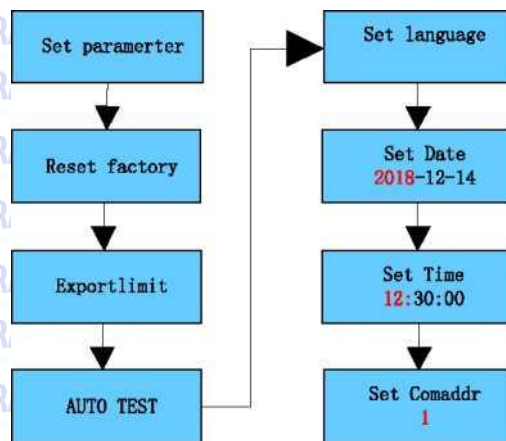 Set paramerter
Reset factory
Exportlimit
AUTO TEST
Set language
Set Date
2018-12-14
Set Time
12:30:00
Set Comaddr
1